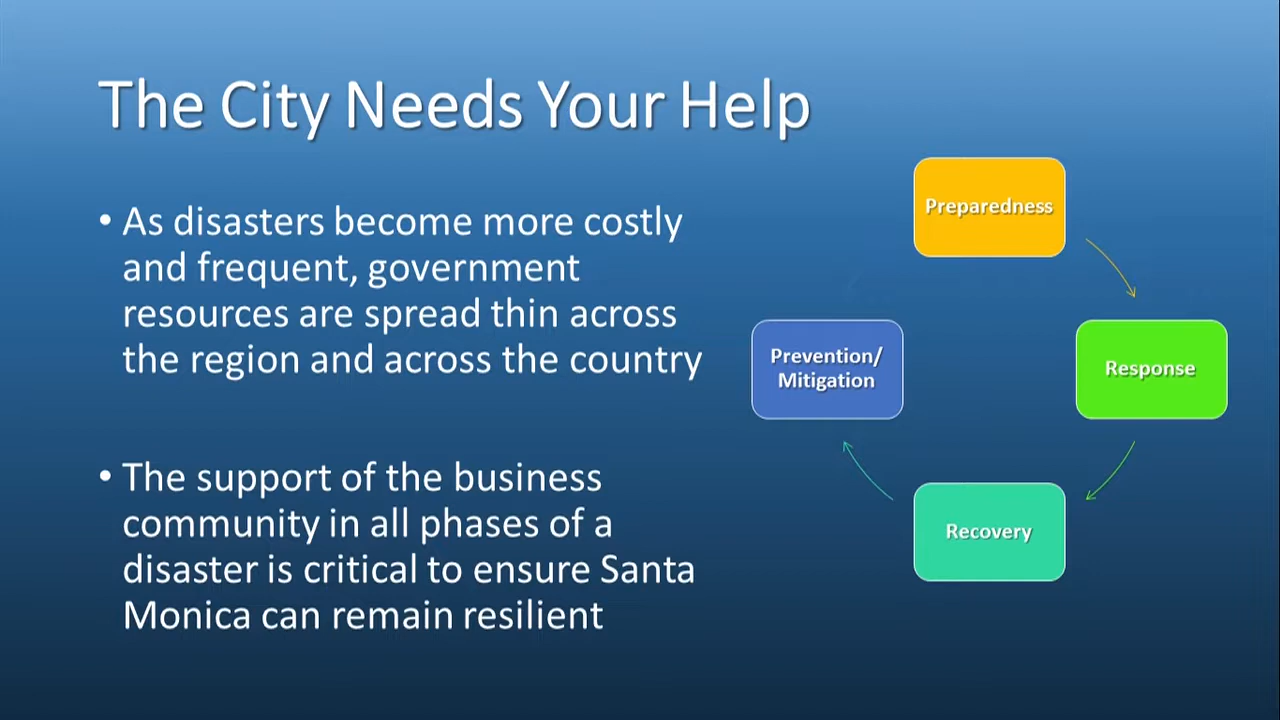 The City Needs Your Help
• As disasters become more costly
and frequent, government
resources are spread thin across
the region and across the country
• The support of the business
community in all phases of a
disaster is critical to ensure Santa
Monica can remain resilient
Preparedness
Prevention/
Mitigation
Response
Recovery